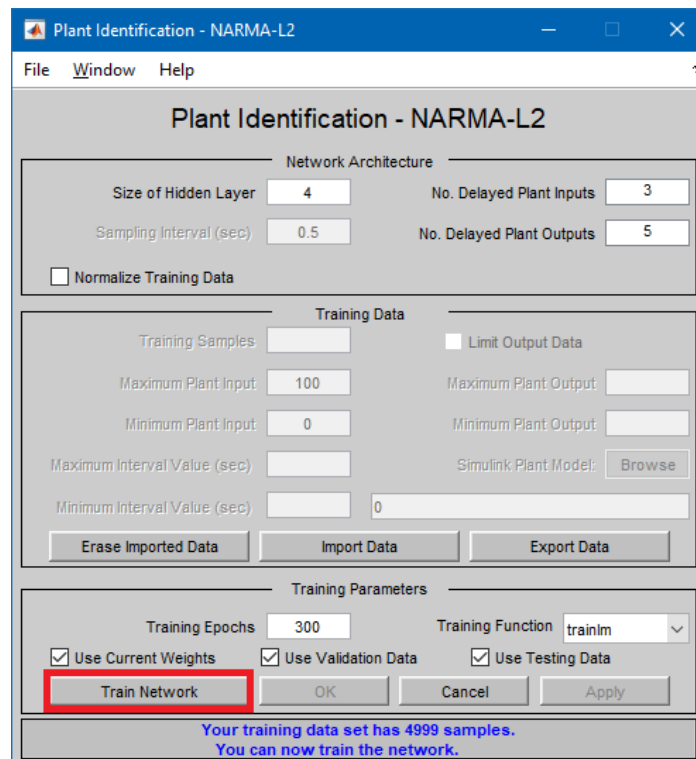 Plant Identification - NARMA-L2
File Window Help
Plant Identification - NARMA-L2
Network Architecture
Size of Hidden Layer 4 No. Delayed Plant Inputs 3
Sampling Interval (sec) 0.5 No. Delayed Plant Outputs 5
Normalize Training Data
Training Data
Training Samples Limit Output Data
Maximum Plant Input 100 Maximum Plant Output
Minimum Plant Input 0 Minimum Plant Output
Maximum Interval Value (sec) Simulink Plant Model: Browse
Minimum Interval Value (sec) 0
Erase Imported Data Import Data Export Data
Training Parameters
Training Epochs 300 Training Function trainlm
Use Current Weights Use Validation Data Use Testing Data
Train Network OK Cancel Apply
Your training data set has 4999 samples.
You can now train the network.